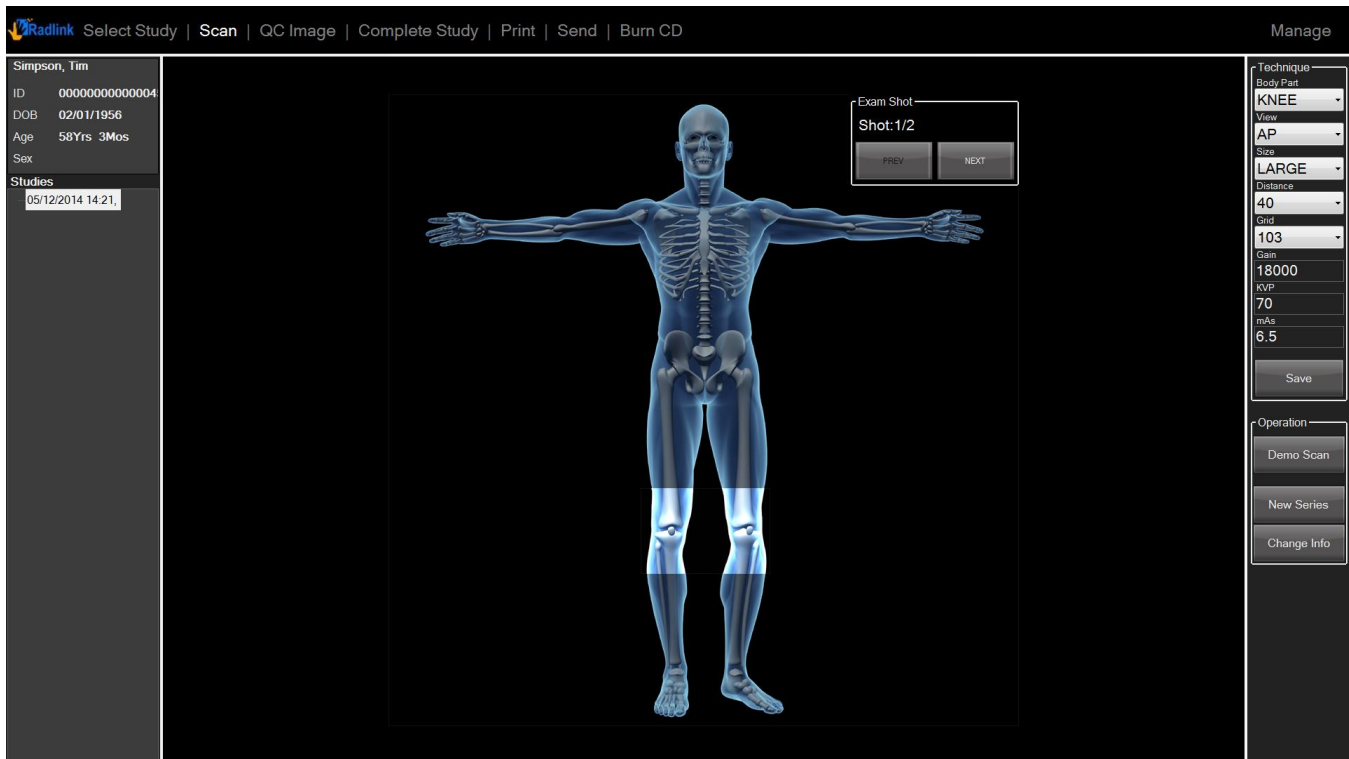 Radlink Select Study | Scan | QC Image | Complete Study | Print | Send | Burn CD Manage
Simpson, Tim
ID 00000000000004
DOB 02/01/1956
Age 58Yrs 3Mos
Sex
Studies
05/12/2014 14:21,
Exam Shot
Shot:1/2
PREV NEXT
Technique
Body Part
KNEE
View
AP
Size
LARGE
Distance
40
Grid
103
Gain
18000
KVP
70
mAs
6.5
Save
Operation
Demo Scan
New Series
Change Info